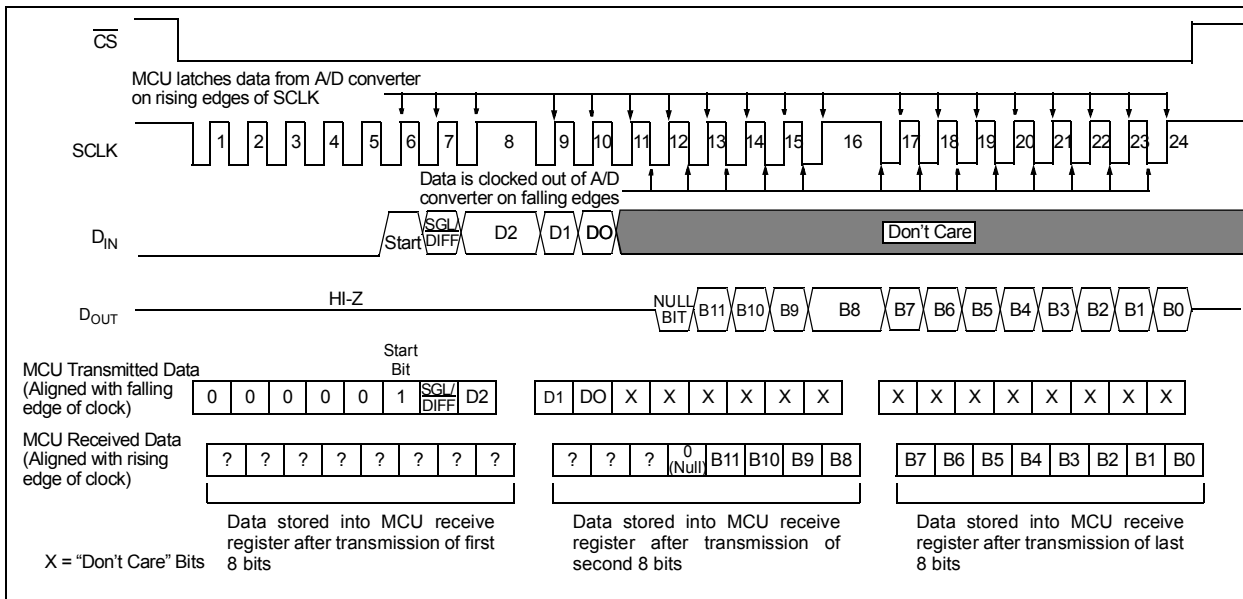 CS
MCU latches data from A/D converter
on rising edges of SCLK
SCLK
1 2 3 4 5 6 7 8 9 10 11 12 13 14 15 16 17 18 19 20 21 22 23 24
Data is clocked out of A/D
converter on falling edges
DIN
Start SGL/DIFF D2 D1 DO Don't Care
HI-Z
DOUT
NULL BIT B11 B10 B9 B8 B7 B6 B5 B4 B3 B2 B1 B0
Start
Bit
MCU Transmitted Data
(Aligned with falling
edge of clock)
0 0 0 0 0 1 SGL/DIFF D2 D1 DO X X X X X X X X X X X X X X
MCU Received Data
(Aligned with rising
edge of clock)
? ? ? ? ? ? ? ? ? ? ? 0 (Null) B11 B10 B9 B8 B7 B6 B5 B4 B3 B2 B1 B0
Data stored into MCU receive
register after transmission of first
8 bits
Data stored into MCU receive
register after transmission of
second 8 bits
Data stored into MCU receive
register after transmission of last
8 bits
X = “Don't Care” Bits